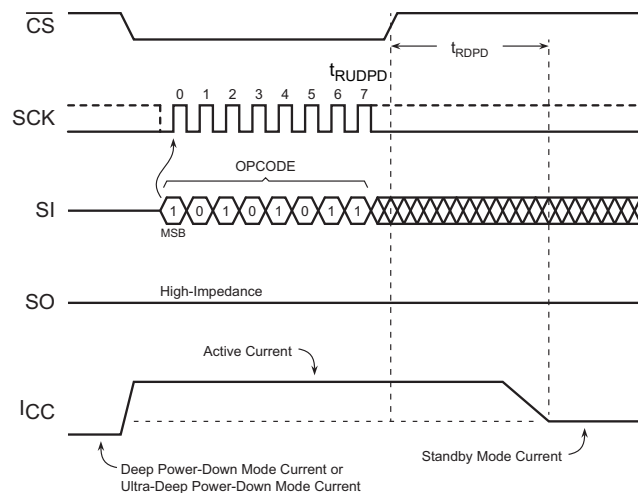 CS
tRDPD
tRUDPD
0 1 2 3 4 5 6 7
SCK
OPCODE
SI
1 0 1 0 1 0 1 1
MSB
SO
High-Impedance
Active Current
ICC
Standby Mode Current
Deep Power-Down Mode Current or
Ultra-Deep Power-Down Mode Current